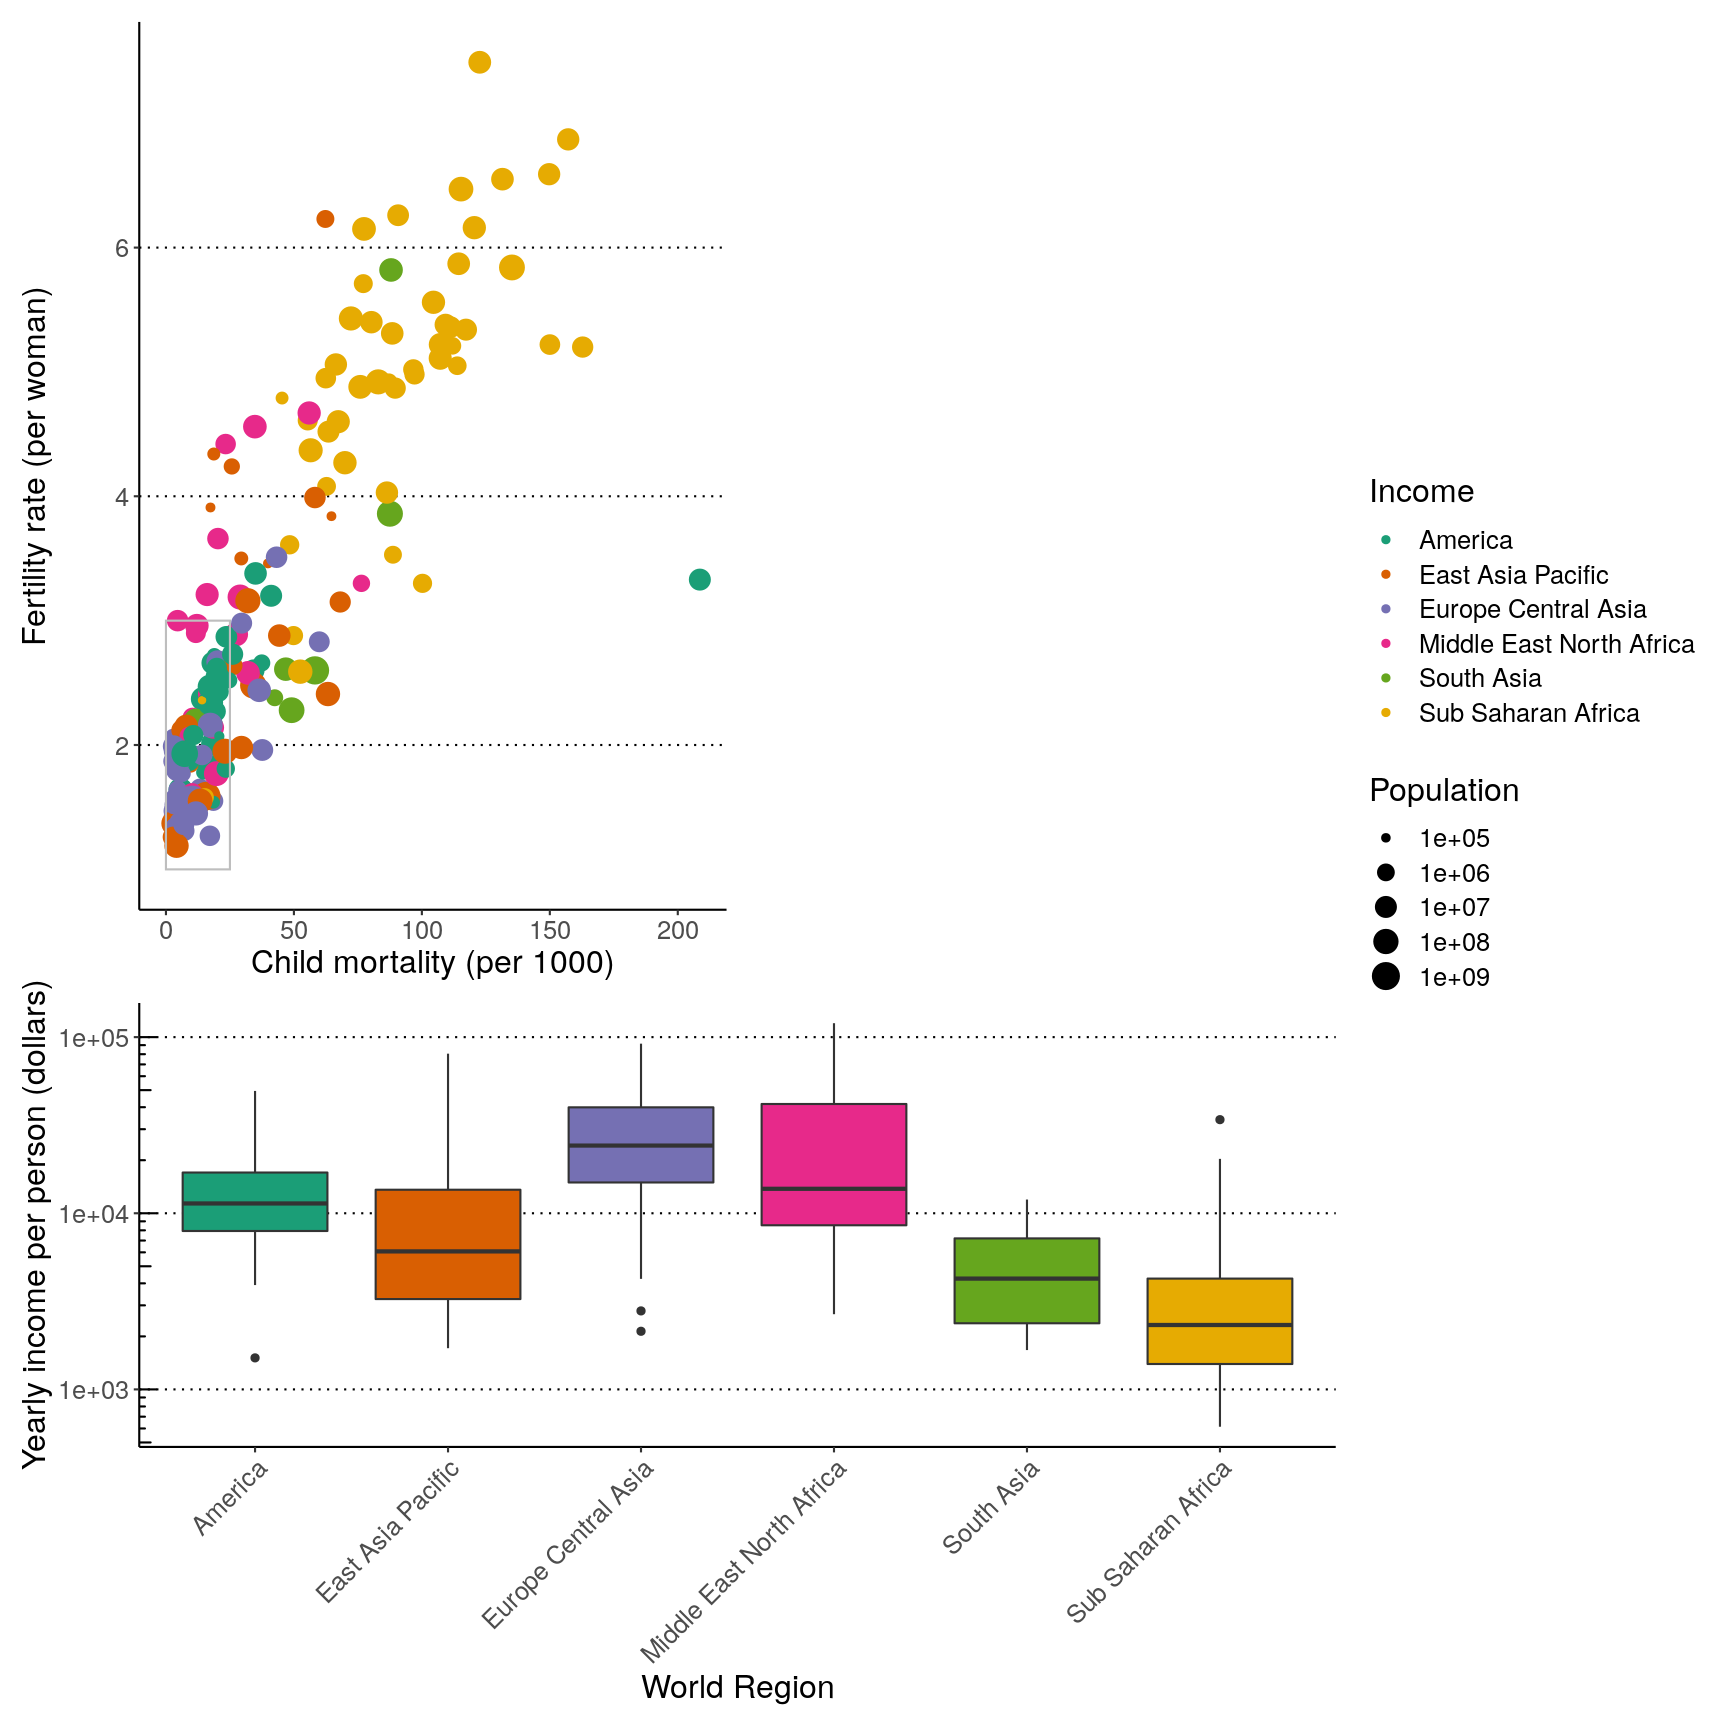 Fertility rate (per woman)
6
4
2
0 50 100 150 200
Child mortality (per 1000)
Income
America
East Asia Pacific
Europe Central Asia
Middle East North Africa
South Asia
Sub Saharan Africa
Population
1e+05
1e+06
1e+07
1e+08
1e+09
Yearly income per person (dollars)
1e+05
1e+04
1e+03
America
East Asia Pacific
Europe Central Asia
Middle East North Africa
South Asia
Sub Saharan Africa
World Region